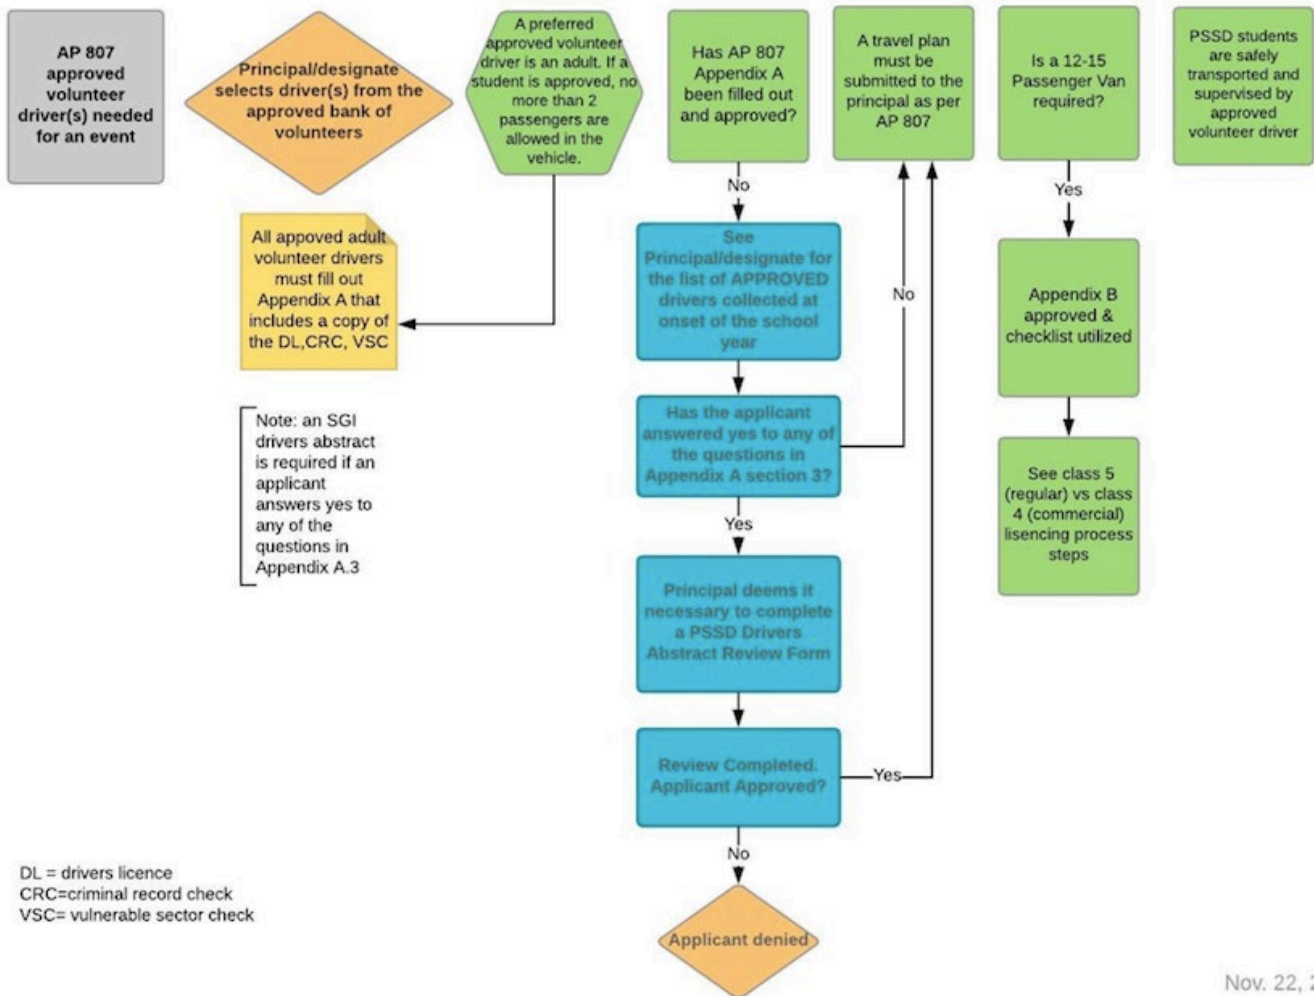 AP 807
approved
volunteer
driver(s) needed
for an event
Principal/designate
selects driver(s) from the
approved bank of
volunteers
A preferred
approved volunteer
driver is an adult. If a
student is approved, no
more than 2
passengers are
allowed in the
vehicle.
Has AP 807
Appendix A
been filled out
and approved?
A travel plan
must be
submitted to the
principal as per
AP 807
Is a 12-15
Passenger Van
required?
PSSD students
are safely
transported and
supervised by
approved
volunteer driver
All appoved adult
volunteer drivers
must fill out
Appendix A that
includes a copy of
the DL,CRC, VSC
Note: an SGI
drivers abstract
is required if an
applicant
answers yes to
any of the
questions in
Appendix A.3
No
See
Principal/designate for
the list of APPROVED
drivers collected at
onset of the school
year
Has the applicant
answered yes to any of
the questions in
Appendix A section 3?
No
Yes
Principal deems it
necessary to complete
a PSSD Drivers
Abstract Review Form
Review Completed.
Applicant Approved?
Yes
No
Applicant denied
Yes
Appendix B
approved &
checklist utilized
See class 5
(regular) vs class
4 (commercial)
lisencing process
steps
DL = drivers licence
CRC=criminal record check
VSC= vulnerable sector check
Nov. 22,